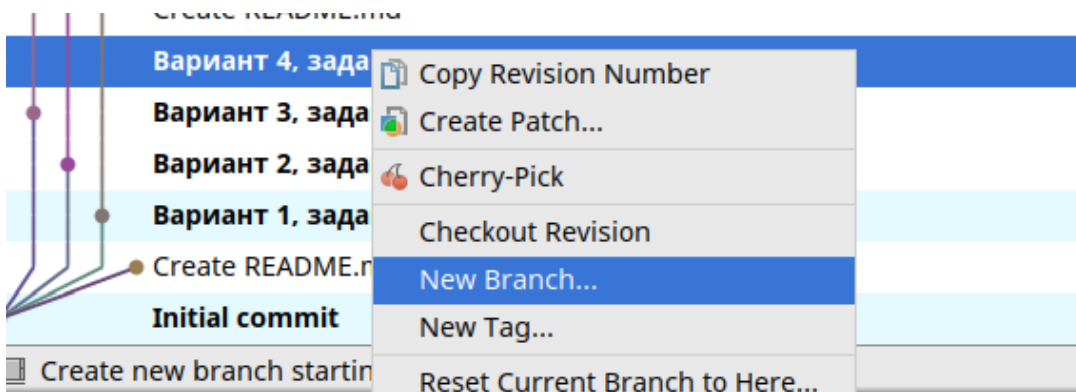 Create README.md
Вариант 4, зада
Copy Revision Number
Вариант 3, зада
Create Patch...
Вариант 2, зада
Cherry-Pick
Вариант 1, зада
Checkout Revision
Create README.
New Branch...
Initial commit
New Tag...
Create new branch startin
Reset Current Branch to Here...